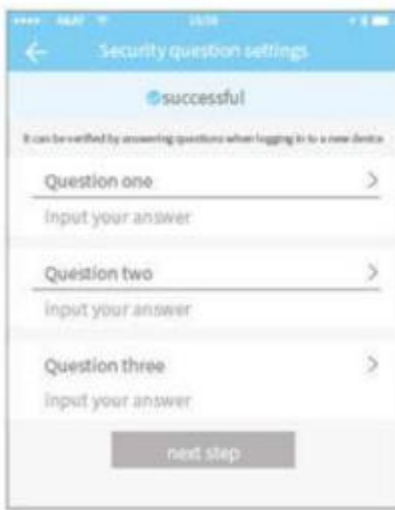 Security question settings
successful
It can be verified by answering questions when logging in to a new device
Question one
Input your answer
Question two
input your answer
Question three
input your answer
next step